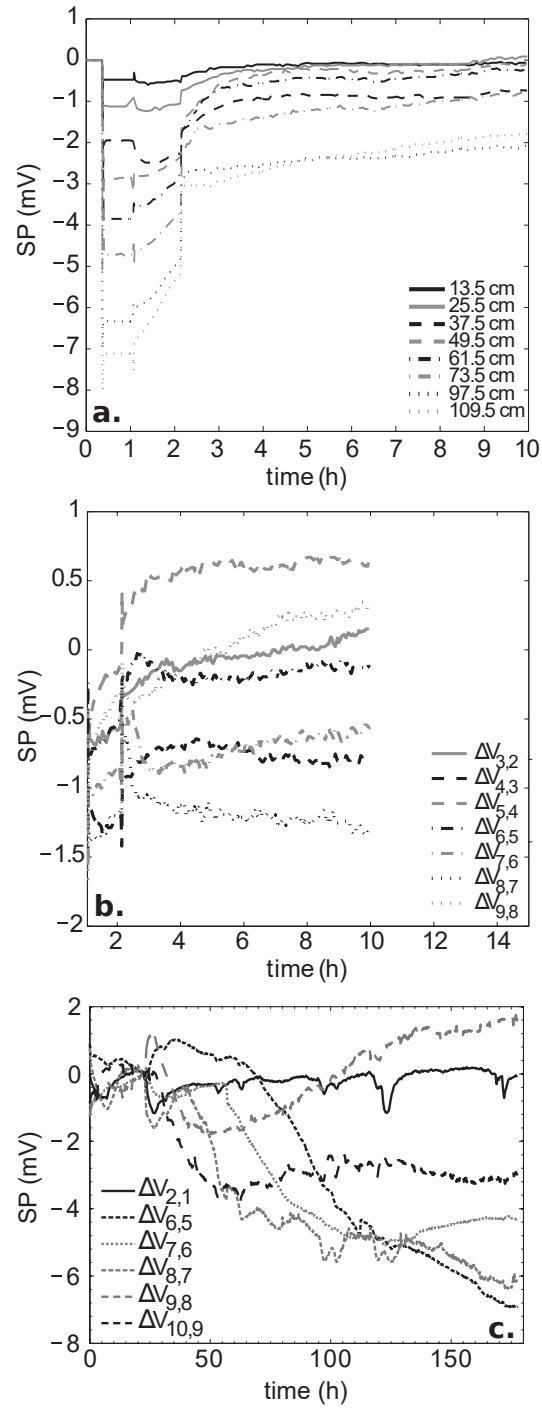 1
0
−1
−2
−3
−4
−5
−6
−7
−8
−9
SP (mV)
13.5 cm
25.5 cm
37.5 cm
49.5 cm
61.5 cm
73.5 cm
97.5 cm
109.5 cm
a.
0 1 2 3 4 5 6 7 8 9 10
time (h)
1
0.5
0
−0.5
−1
−1.5
−2
SP (mV)
ΔV3,2
ΔV4,3
ΔV5,4
ΔV6,5
ΔV7,6
ΔV8,7
ΔV9,8
b.
2 4 6 8 10 12 14
time (h)
2
0
−2
−4
−6
−8
SP (mV)
ΔV2,1
ΔV6,5
ΔV7,6
ΔV8,7
ΔV9,8
ΔV10,9
c.
0 50 100 150
time (h)